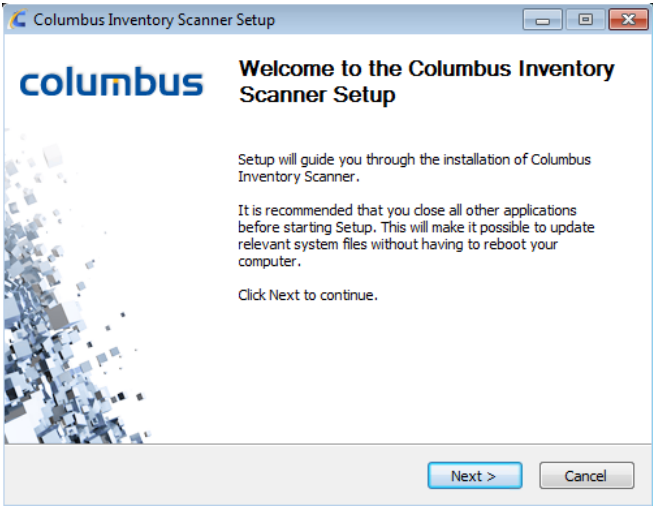 Columbus Inventory Scanner Setup
columbus
Welcome to the Columbus Inventory
Scanner Setup
Setup will guide you through the installation of Columbus
Inventory Scanner.
It is recommended that you close all other applications
before starting Setup. This will make it possible to update
relevant system files without having to reboot your
computer.
Click Next to continue.
Next >
Cancel